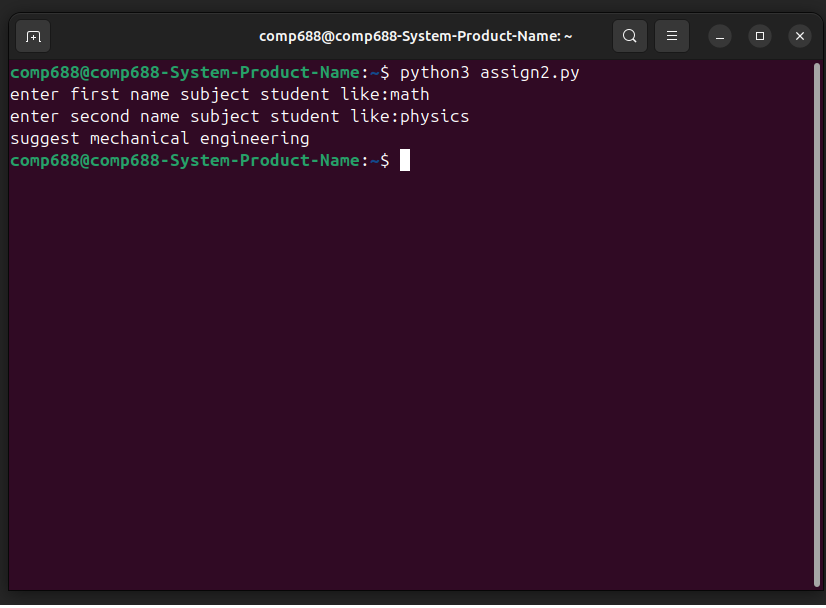 comp688@comp688-System-Product-Name: ~
comp688@comp688-System-Product-Name:~$ python3 assign2.py
enter first name subject student like:math
enter second name subject student like:physics
suggest mechanical engineering
comp688@comp688-System-Product-Name:~$